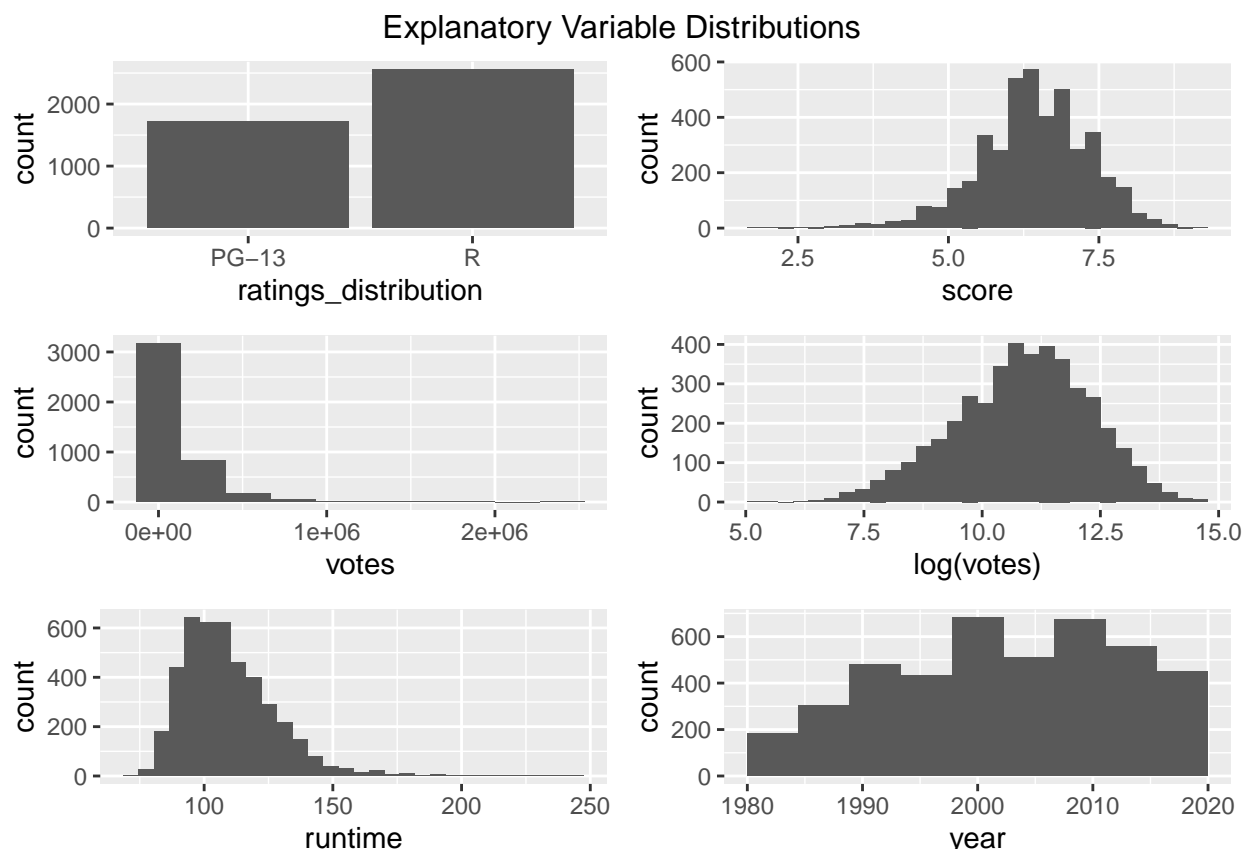 Explanatory Variable Distributions
count
2000
1000
0
PG−13
R
ratings_distribution
count
600
400
200
0
2.5
5.0
7.5
score
count
3000
2000
1000
0
0e+00
1e+06
2e+06
votes
count
400
300
200
100
0
5.0
7.5
10.0
12.5
15.0
log(votes)
count
600
400
200
0
100
150
200
250
runtime
count
600
400
200
0
1980
1990
2000
2010
2020
year